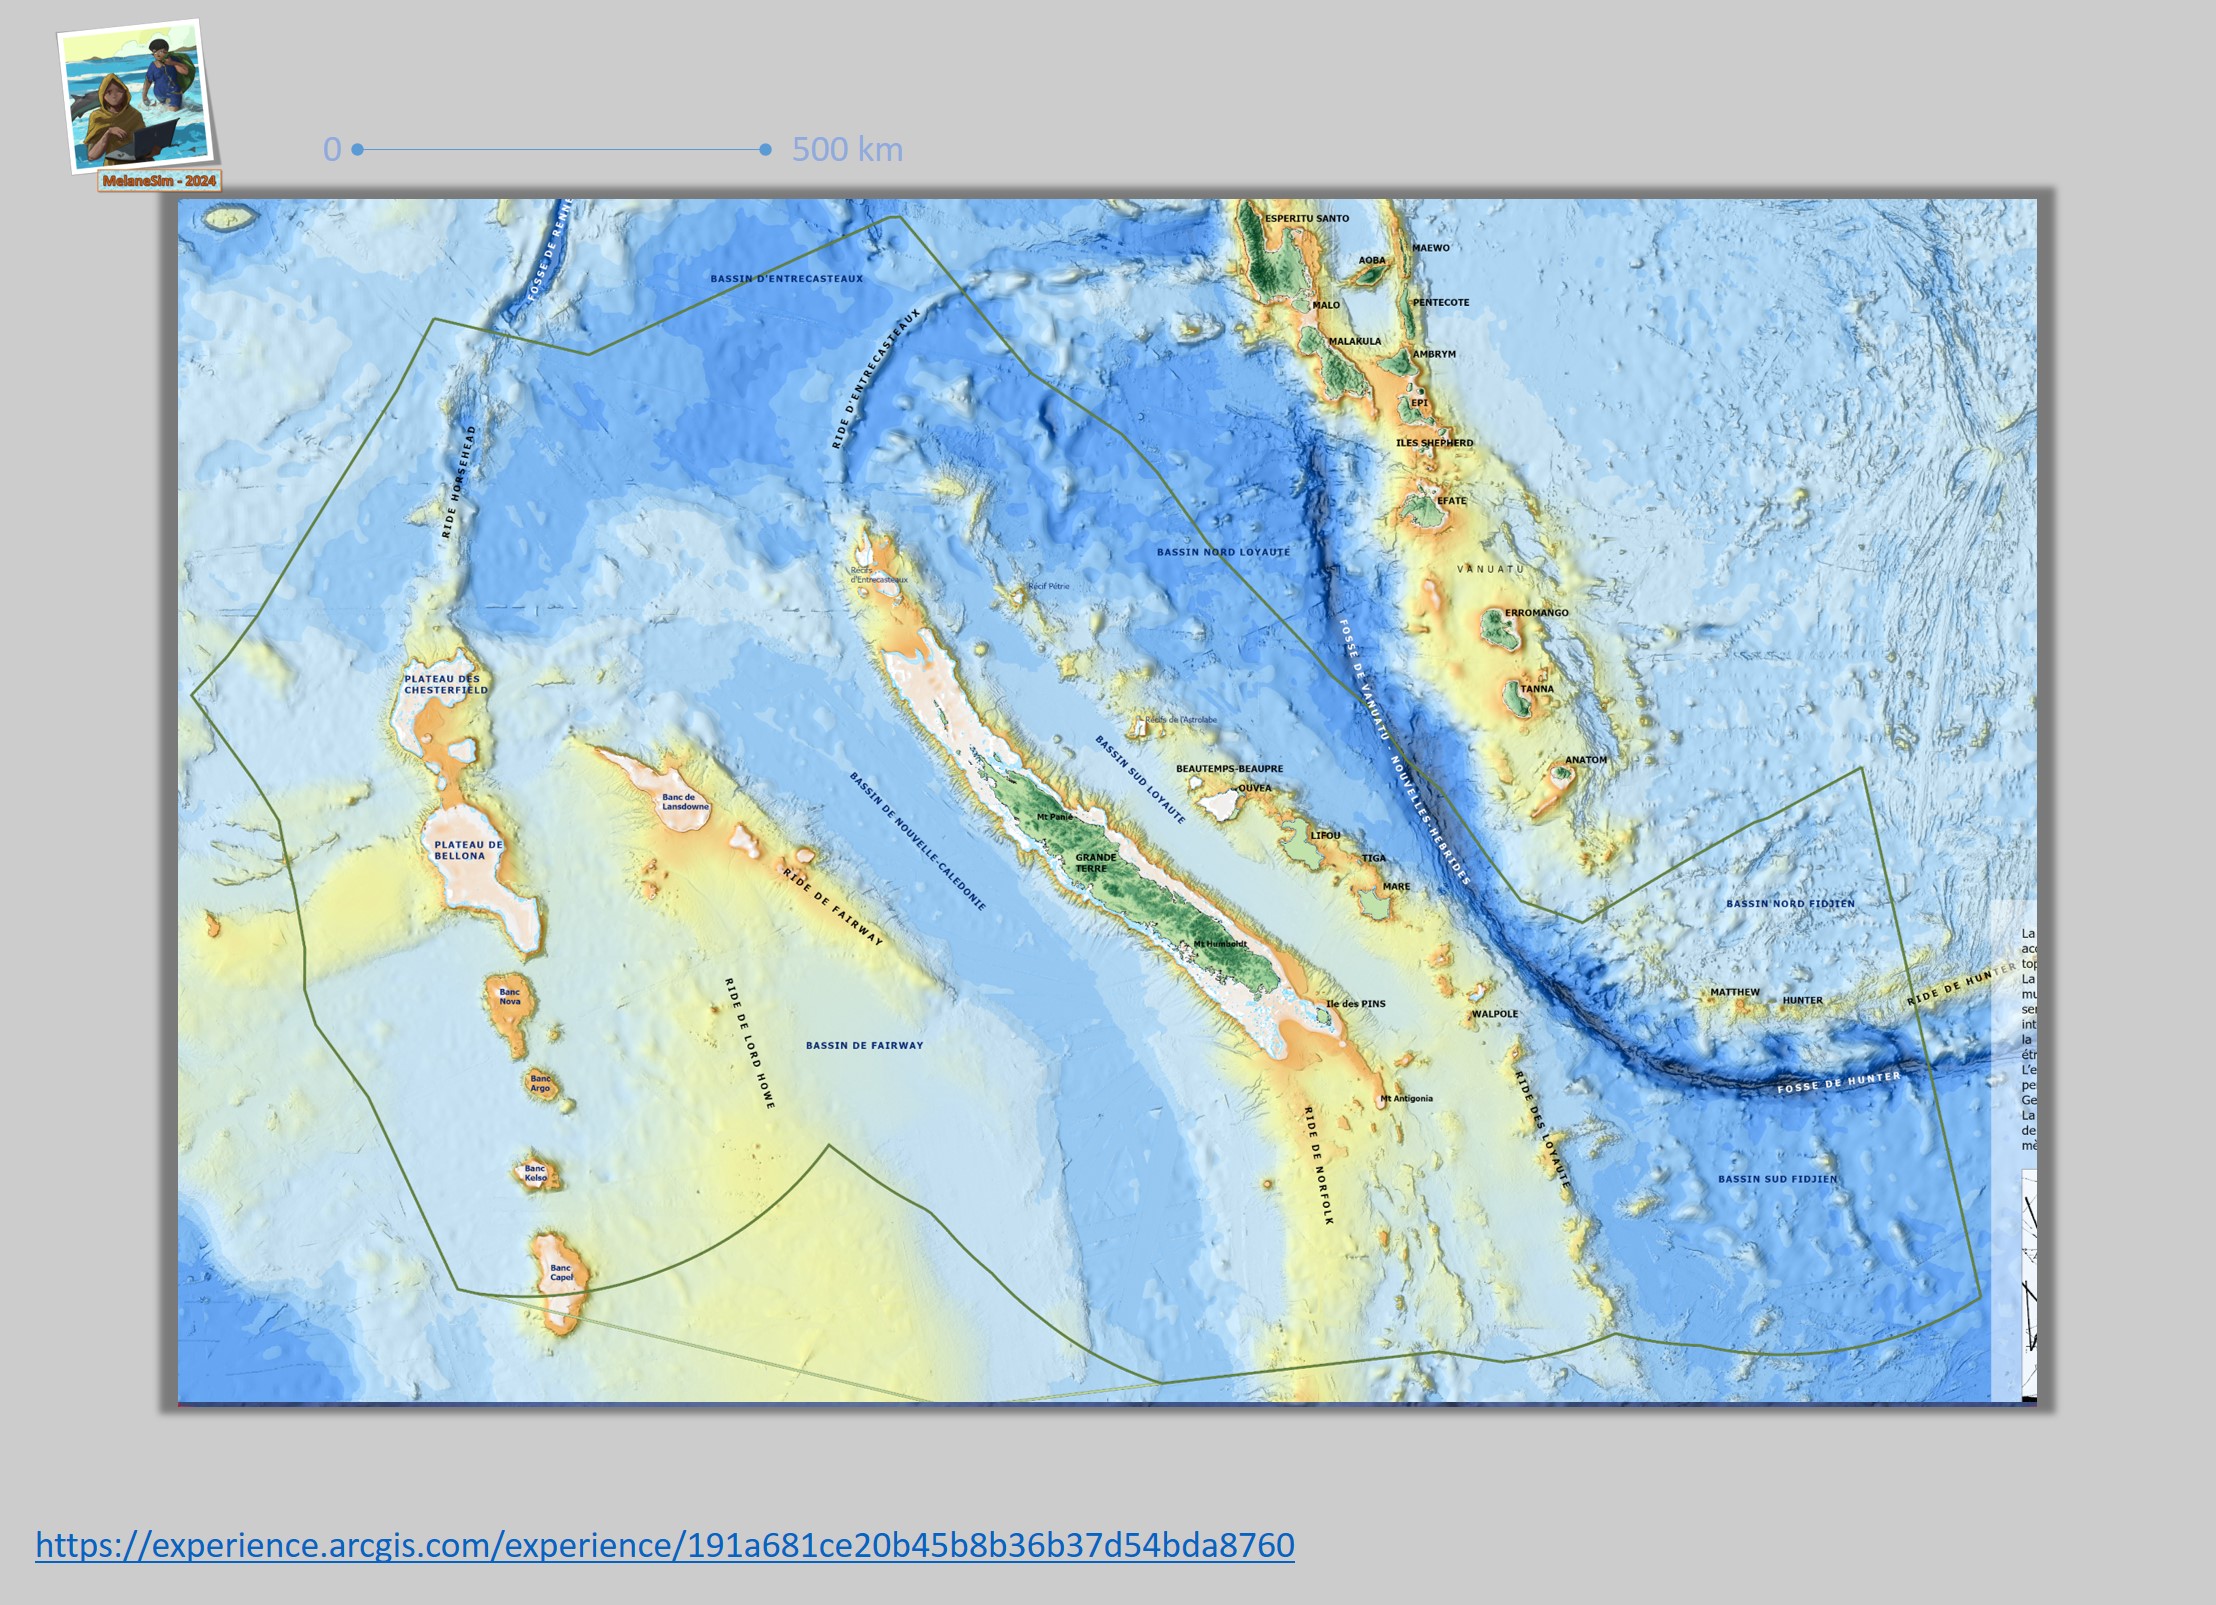 MelaneSim - 2024
0
500 km
FOSSE DE RENNE
ESPERITU SANTO
MAEWO
AOBA
BASSIN D'ENTRECASTEAUX
PENTECOTE
MALO
RIDE D'ENTRECASTEAUX
MALAKULA
AMBRYM
EPI
ILES SHEPHERD
RIDE HORSEHEAD
EFATE
BASSIN NORD LOYAUTE
VANUATU
Récifs
d'Entrecasteaux
Récif Pétrie
ERROMANGO
PLATEAU DES
CHESTERFIELD
TANNA
Récifs de l'Astrolabe
FOSSE DE VANUATU - NOUVELLES-HEBRIDES
ANATOM
BASSIN SUD LOYAUTE
BEAUTEMPS-BEAUPRE
OUVEA
Banc de
Lansdowne
Mt Panié
LIFOU
BASSIN DE NOUVELLE-CALEDONIE
PLATEAU DE
BELLONA
GRANDE
TERRE
TIGA
MARE
RIDE DE FAIRWAY
BASSIN NORD FIDJIEN
Mt Humboldt
Banc
Nova
MATTHEW
HUNTER
RIDE DE HUNTER
Ile des PINS
WALPOLE
RIDE DE LORD HOWE
BASSIN DE FAIRWAY
Banc
Argo
FOSSE DE HUNTER
Mt Antigonia
RIDE DES LOYAUTE
RIDE DE NORFOLK
Banc
Kelso
BASSIN SUD FIDJIEN
Banc
Capel
La
acc
top
La
mu
ser
int
la
étr
L'e
pe
Ge
La
de
mè
https://experience.arcgis.com/experience/191a681ce20b45b8b36b37d54bda8760